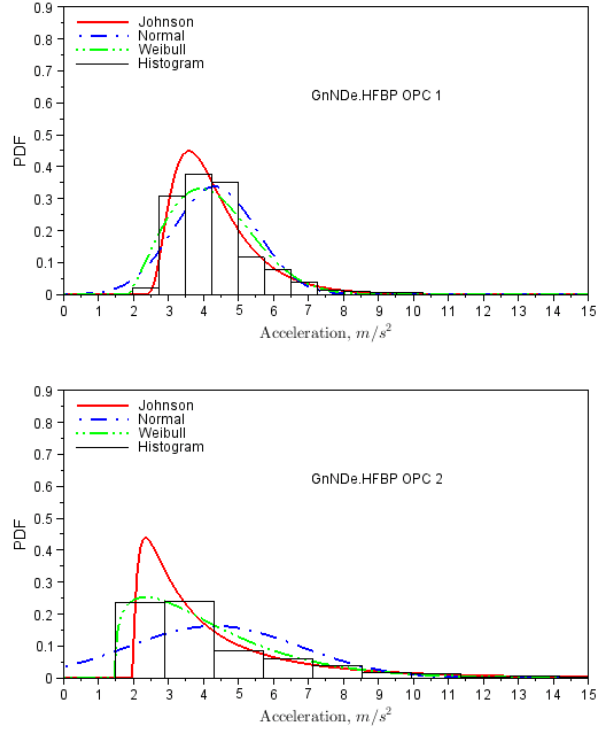 0.9
0.8
0.7
0.6
0.5
0.4
0.3
0.2
0.1
0
PDF
Johnson
Normal
Weibull
Histogram
GnNDe.HFBP OPC 1
0 1 2 3 4 5 6 7 8 9 10 11 12 13 14 15
Acceleration, m/s²
0.9
0.8
0.7
0.6
0.5
0.4
0.3
0.2
0.1
0
PDF
Johnson
Normal
Weibull
Histogram
GnNDe.HFBP OPC 2
0 1 2 3 4 5 6 7 8 9 10 11 12 13 14 15
Acceleration, m/s²